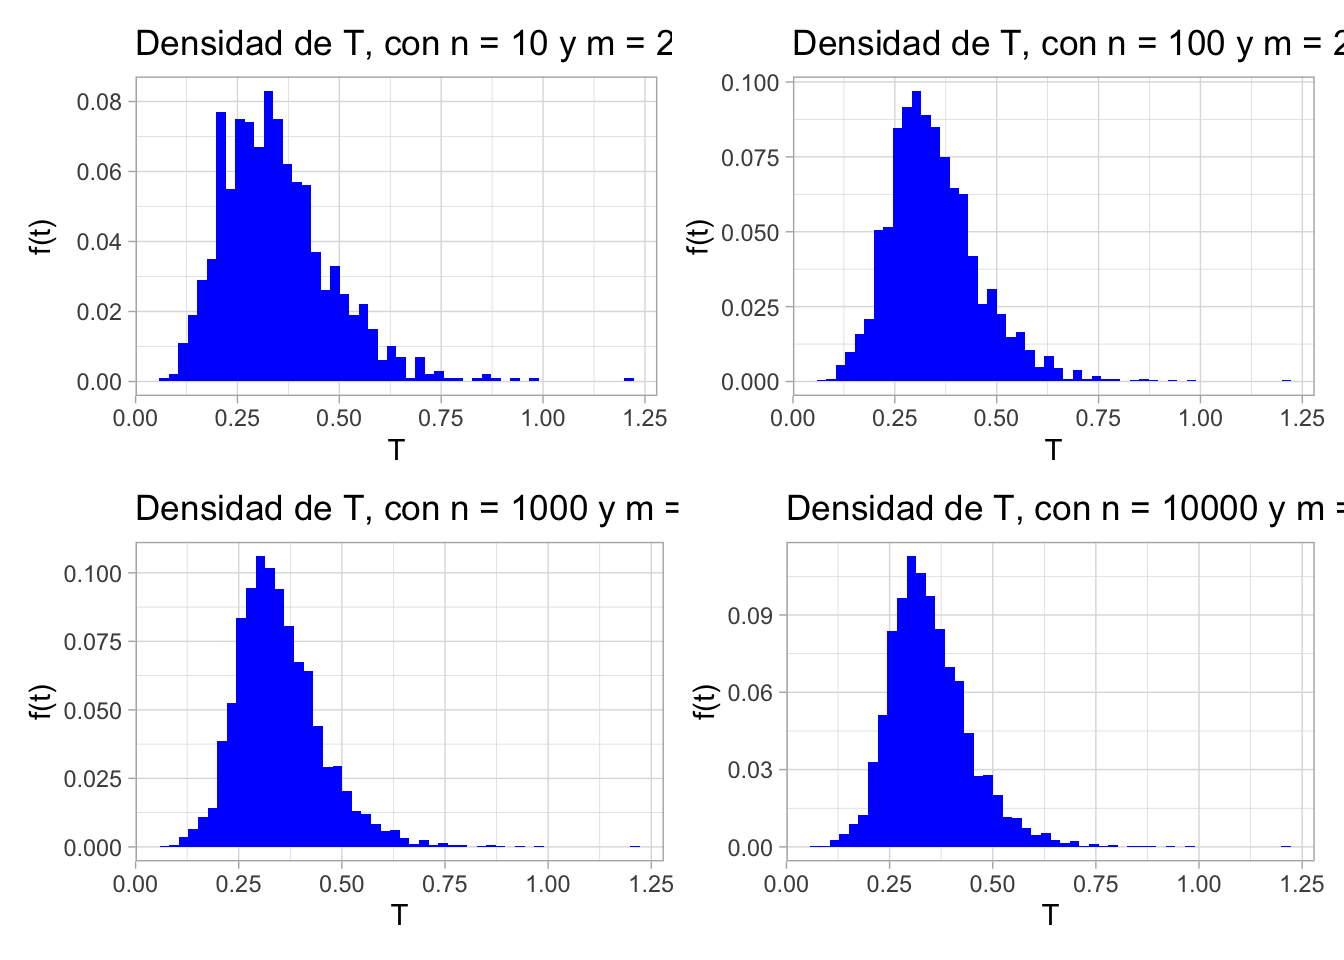 Densidad de T, con n = 10 y m = 2
0.08
0.06
0.04
0.02
0.00
f(t)
0.00 0.25 0.50 0.75 1.00 1.25
T
Densidad de T, con n = 100 y m = 2
0.100
0.075
0.050
0.025
0.000
f(t)
0.00 0.25 0.50 0.75 1.00 1.25
T
Densidad de T, con n = 1000 y m =
0.100
0.075
0.050
0.025
0.000
f(t)
0.00 0.25 0.50 0.75 1.00 1.25
T
Densidad de T, con n = 10000 y m =
0.09
0.06
0.03
0.00
f(t)
0.00 0.25 0.50 0.75 1.00 1.25
T